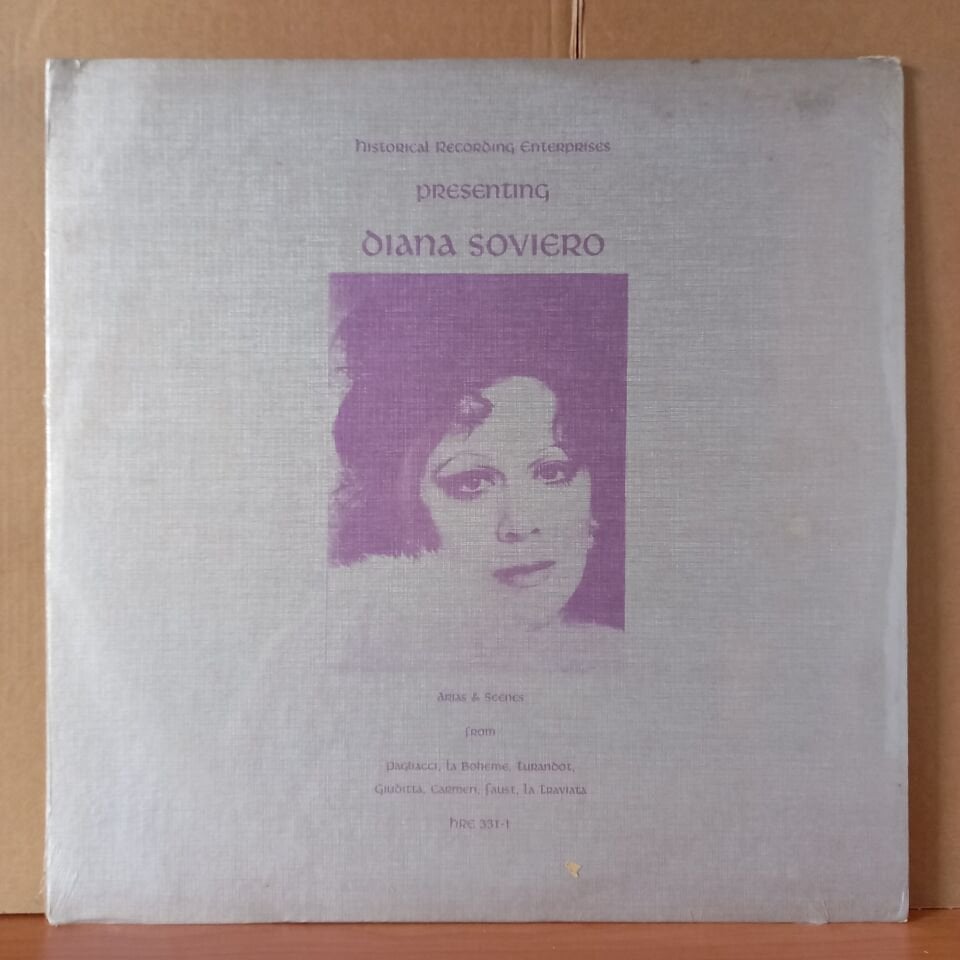 Historical Recording Enterprises
presenting
Diana Soviero
Arias & Scenes
from
Pagliacci, La Boheme, Turandot,
Giuditta, Carmen, Faust, La Traviata
HRE 331-1